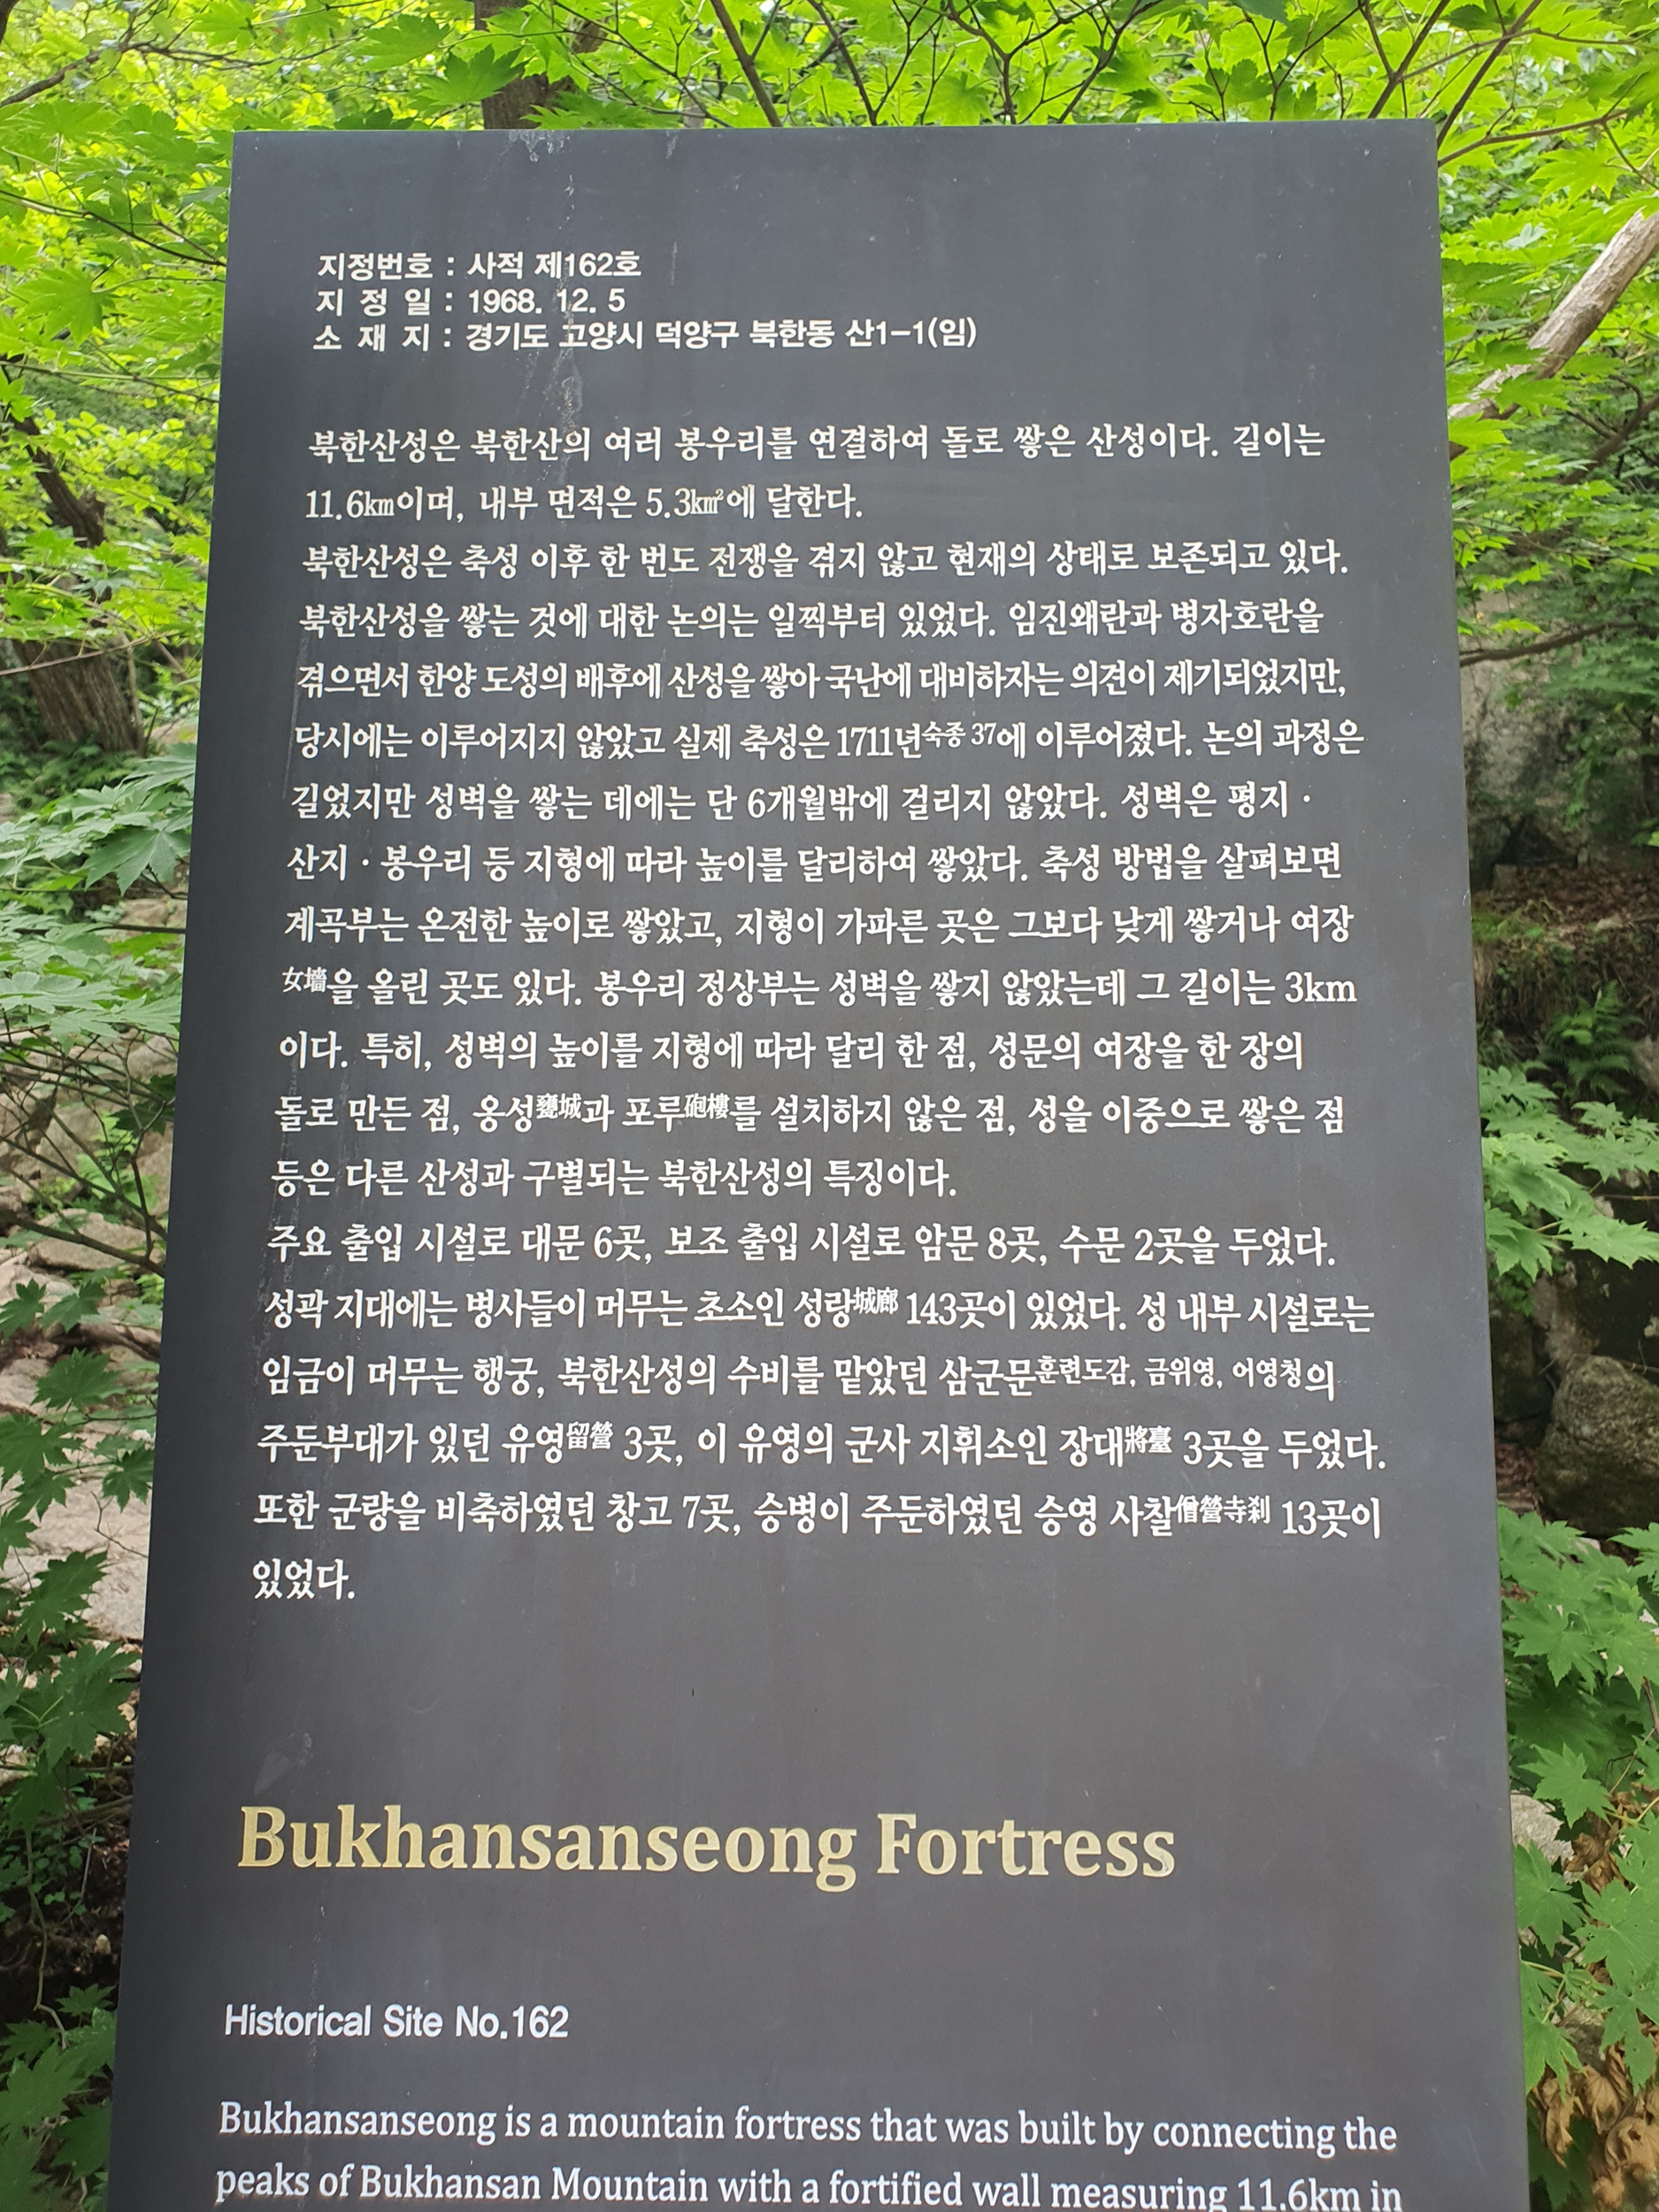 지정번호 : 사적 제162호
지 정 일 : 1968. 12. 5
소 재 지 : 경기도 고양시 덕양구 북한동 산1-1(임)
북한산성은 북한산의 여러 봉우리를 연결하여 돌로 쌓은 산성이다. 길이는
11.6㎞이며, 내부 면적은 5.3㎢에 달한다.
북한산성은 축성 이후 한 번도 전쟁을 겪지 않고 현재의 상태로 보존되고 있다.
북한산성을 쌓는 것에 대한 논의는 일찍부터 있었다. 임진왜란과 병자호란을
겪으면서 한양 도성의 배후에 산성을 쌓아 국난에 대비하자는 의견이 제기되었지만,
당시에는 이루어지지 않았고 실제 축성은 1711년숙종 37에 이루어졌다. 논의 과정은
길었지만 성벽을 쌓는 데에는 단 6개월밖에 걸리지 않았다. 성벽은 평지 ·
산지 · 봉우리 등 지형에 따라 높이를 달리하여 쌓았다. 축성 방법을 살펴보면
계곡부는 온전한 높이로 쌓았고, 지형이 가파른 곳은 그보다 낮게 쌓거나 여장
女墻을 올린 곳도 있다. 봉우리 정상부는 성벽을 쌓지 않았는데 그 길이는 3km
이다. 특히, 성벽의 높이를 지형에 따라 달리 한 점, 성문의 여장을 한 장의
돌로 만든 점, 옹성甕城과 포루砲樓를 설치하지 않은 점, 성을 이중으로 쌓은 점
등은 다른 산성과 구별되는 북한산성의 특징이다.
주요 출입 시설로 대문 6곳, 보조 출입 시설로 암문 8곳, 수문 2곳을 두었다.
성곽 지대에는 병사들이 머무는 초소인 성랑城廊 143곳이 있었다. 성 내부 시설로는
임금이 머무는 행궁, 북한산성의 수비를 맡았던 삼군문훈련도감, 금위영, 어영청의
주둔부대가 있던 유영留營 3곳, 이 유영의 군사 지휘소인 장대將臺 3곳을 두었다.
또한 군량을 비축하였던 창고 7곳, 승병이 주둔하였던 승영 사찰僧營寺刹 13곳이
있었다.
Bukhansanseong Fortress
Historical Site No.162
Bukhansanseong is a mountain fortress that was built by connecting the
peaks of Bukhansan Mountain with a fortified wall measuring 11.6km in